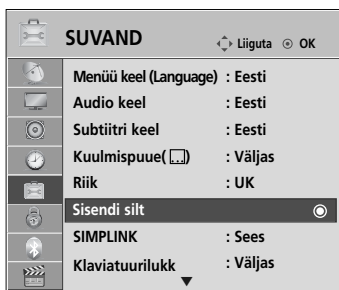 SUVAND Liiguta OK
Menüü keel (Language) : Eesti
Audio keel : Eesti
Subtiitri keel : Eesti
Kuulmispuue( ) : Väljas
Riik : UK
Sisendi silt
SIMPLINK : Sees
Klaviatuurilukk : Väljas